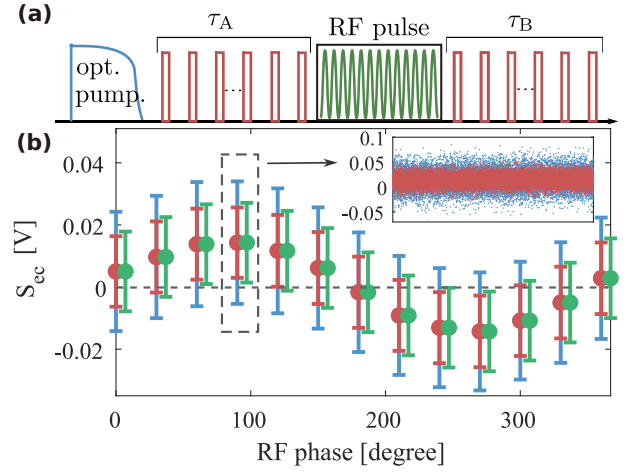 (a)
τA
RF pulse
τB
opt.
pump.
...
...
(b)
0.04
0.02
0
-0.02
Sec [V]
0.1
0.05
0
-0.05
0
100
200
300
RF phase [degree]